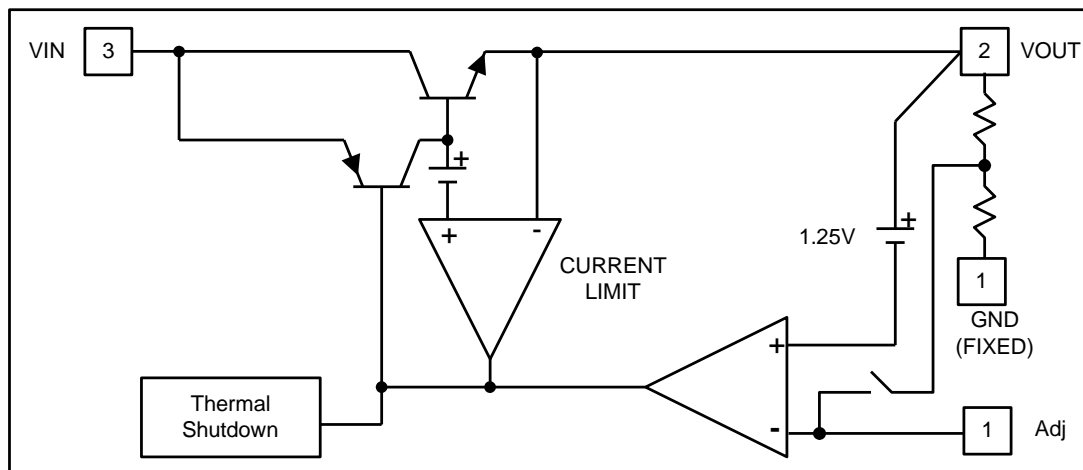 VIN 3
2 VOUT
+
+ -
CURRENT
LIMIT
1.25V
+
1
GND
(FIXED)
+
-
Thermal
Shutdown
1 Adj